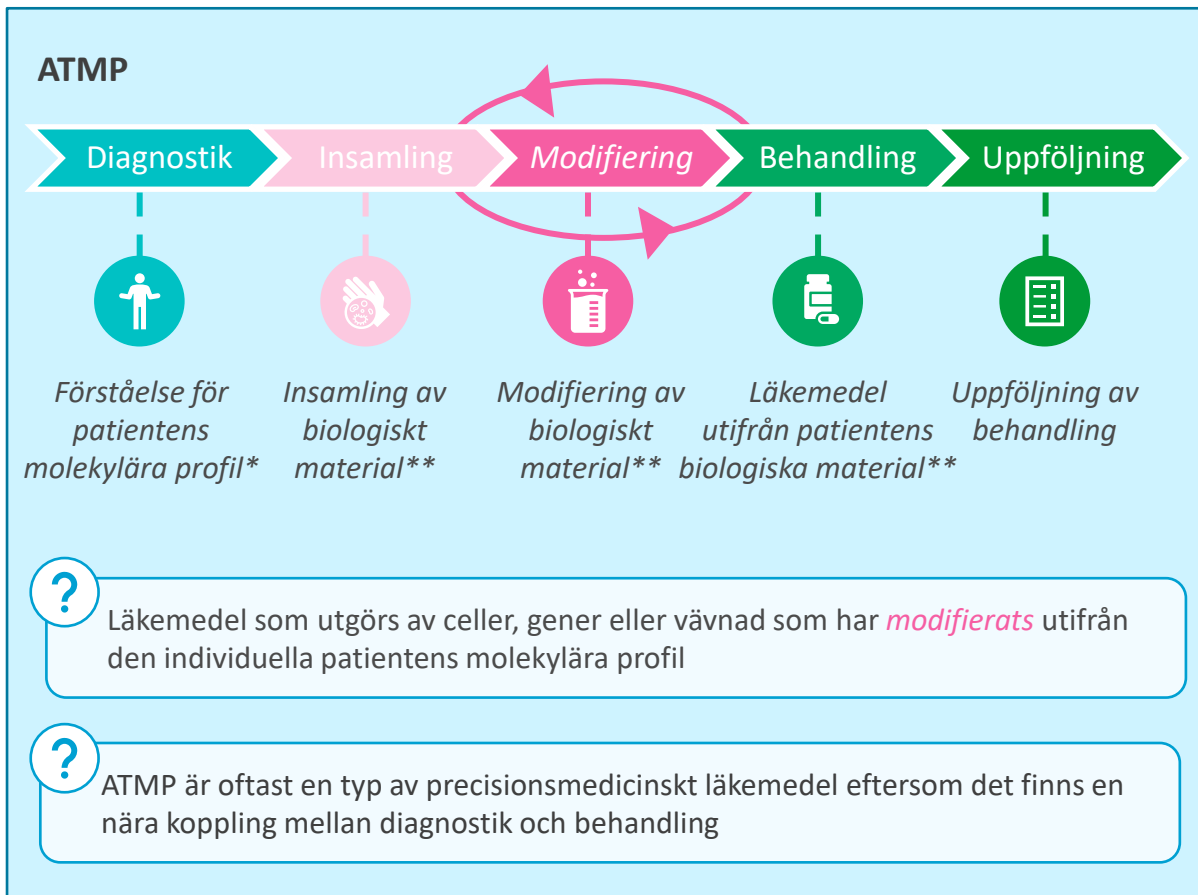 ATMP
Diagnostik
Insamling
Modifiering
Behandling
Uppföljning
Förståelse för
patientens
molekylära profil*
Insamling av
biologiskt
material**
Modifiering av
biologiskt
material**
Läkemedel
utifrån patientens
biologiska material**
Uppföljning av
behandling
?
Läkemedel som utgörs av celler, gener eller vävnad som har modifierats utifrån
den individuella patientens molekylära profil
?
ATMP är oftast en typ av precisionsmedicinskt läkemedel eftersom det finns en
nära koppling mellan diagnostik och behandling